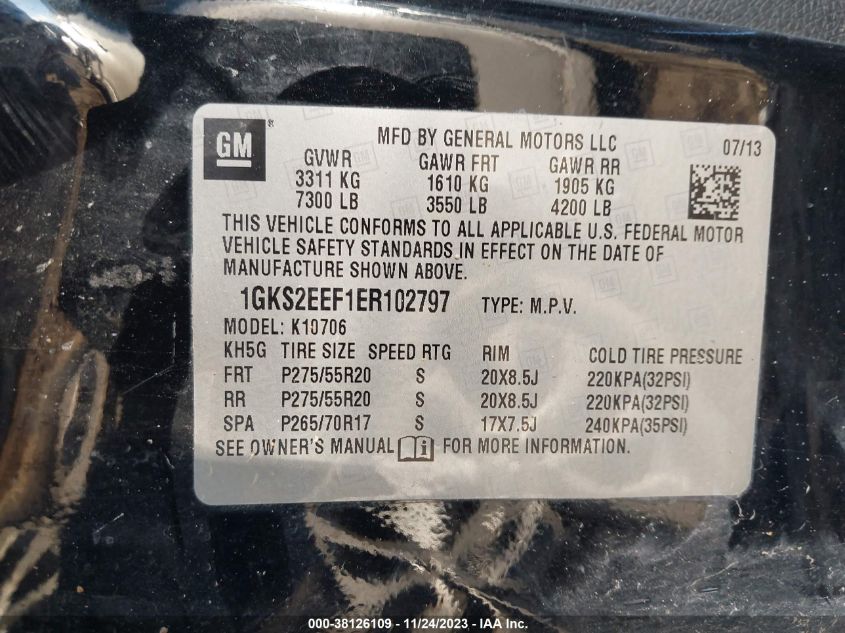 GM ®
MFD BY GENERAL MOTORS LLC 07/13
GVWR GAWR FRT GAWR RR
3311 KG 1610 KG 1905 KG
7300 LB 3550 LB 4200 LB
THIS VEHICLE CONFORMS TO ALL APPLICABLE U.S. FEDERAL MOTOR
VEHICLE SAFETY STANDARDS IN EFFECT ON THE DATE OF
MANUFACTURE SHOWN ABOVE.
1GKS2EEF1ER102797 TYPE: M.P.V.
MODEL: K10706
KH5G TIRE SIZE SPEED RTG RIM COLD TIRE PRESSURE
FRT P275/55R20 S 20X8.5J 220KPA(32PSI)
RR P275/55R20 S 20X8.5J 220KPA(32PSI)
SPA P265/70R17 S 17X7.5J 240KPA(35PSI)
SEE OWNER'S MANUAL i FOR MORE INFORMATION.
000-38126109 - 11/24/2023 - IAA Inc.